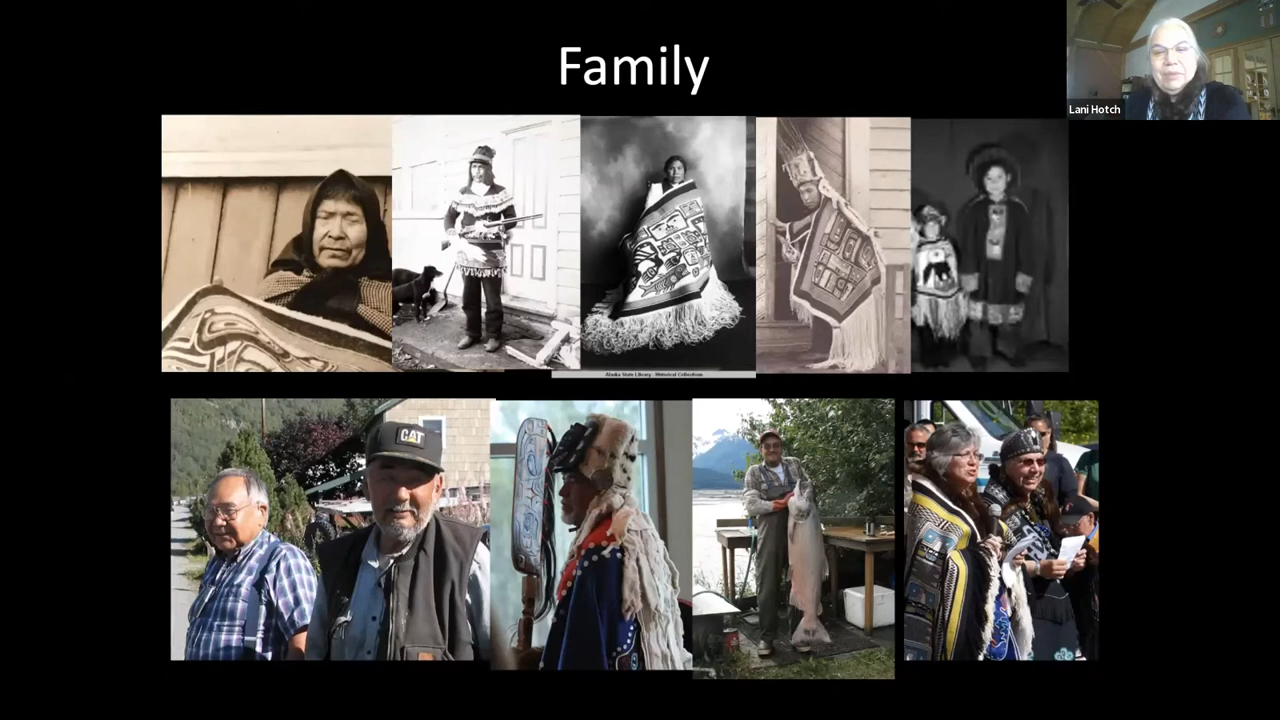 Family
Lani Hotch
Alaska State Library - Historical Collections
CAT